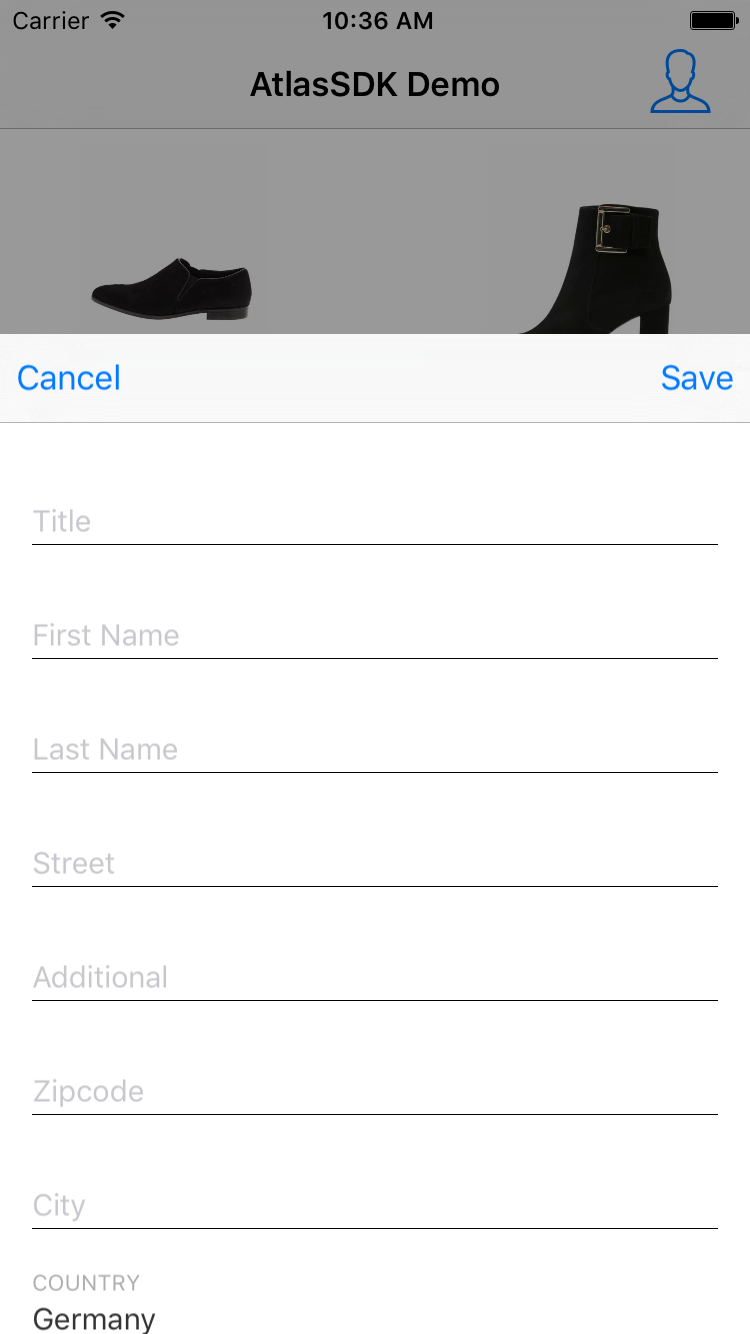 Carrier 10:36 AM
AtlasSDK Demo
Cancel Save
Title
First Name
Last Name
Street
Additional
Zipcode
City
COUNTRY
Germany